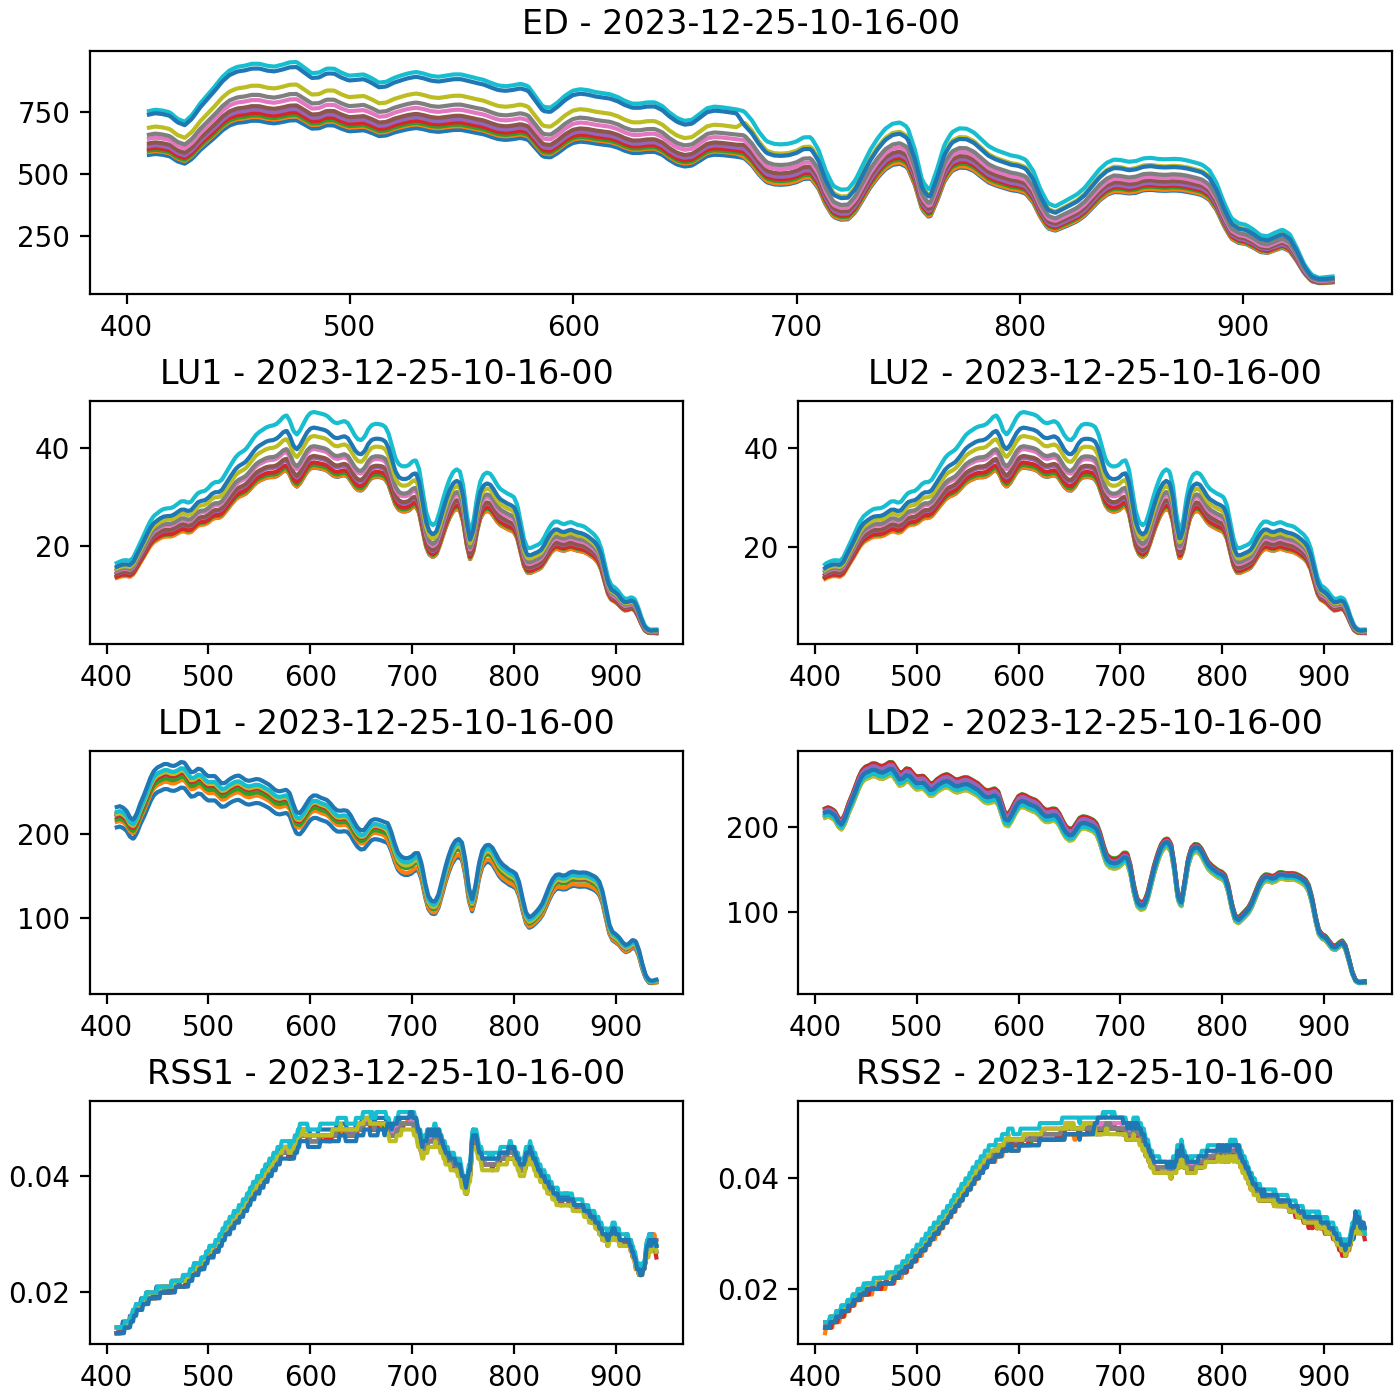 ED - 2023-12-25-10-16-00
750
500
250
400 500 600 700 800 900
LU1 - 2023-12-25-10-16-00
40
20
400 500 600 700 800 900
LU2 - 2023-12-25-10-16-00
40
20
400 500 600 700 800 900
LD1 - 2023-12-25-10-16-00
200
100
400 500 600 700 800 900
LD2 - 2023-12-25-10-16-00
200
100
400 500 600 700 800 900
RSS1 - 2023-12-25-10-16-00
0.04
0.02
400 500 600 700 800 900
RSS2 - 2023-12-25-10-16-00
0.04
0.02
400 500 600 700 800 900